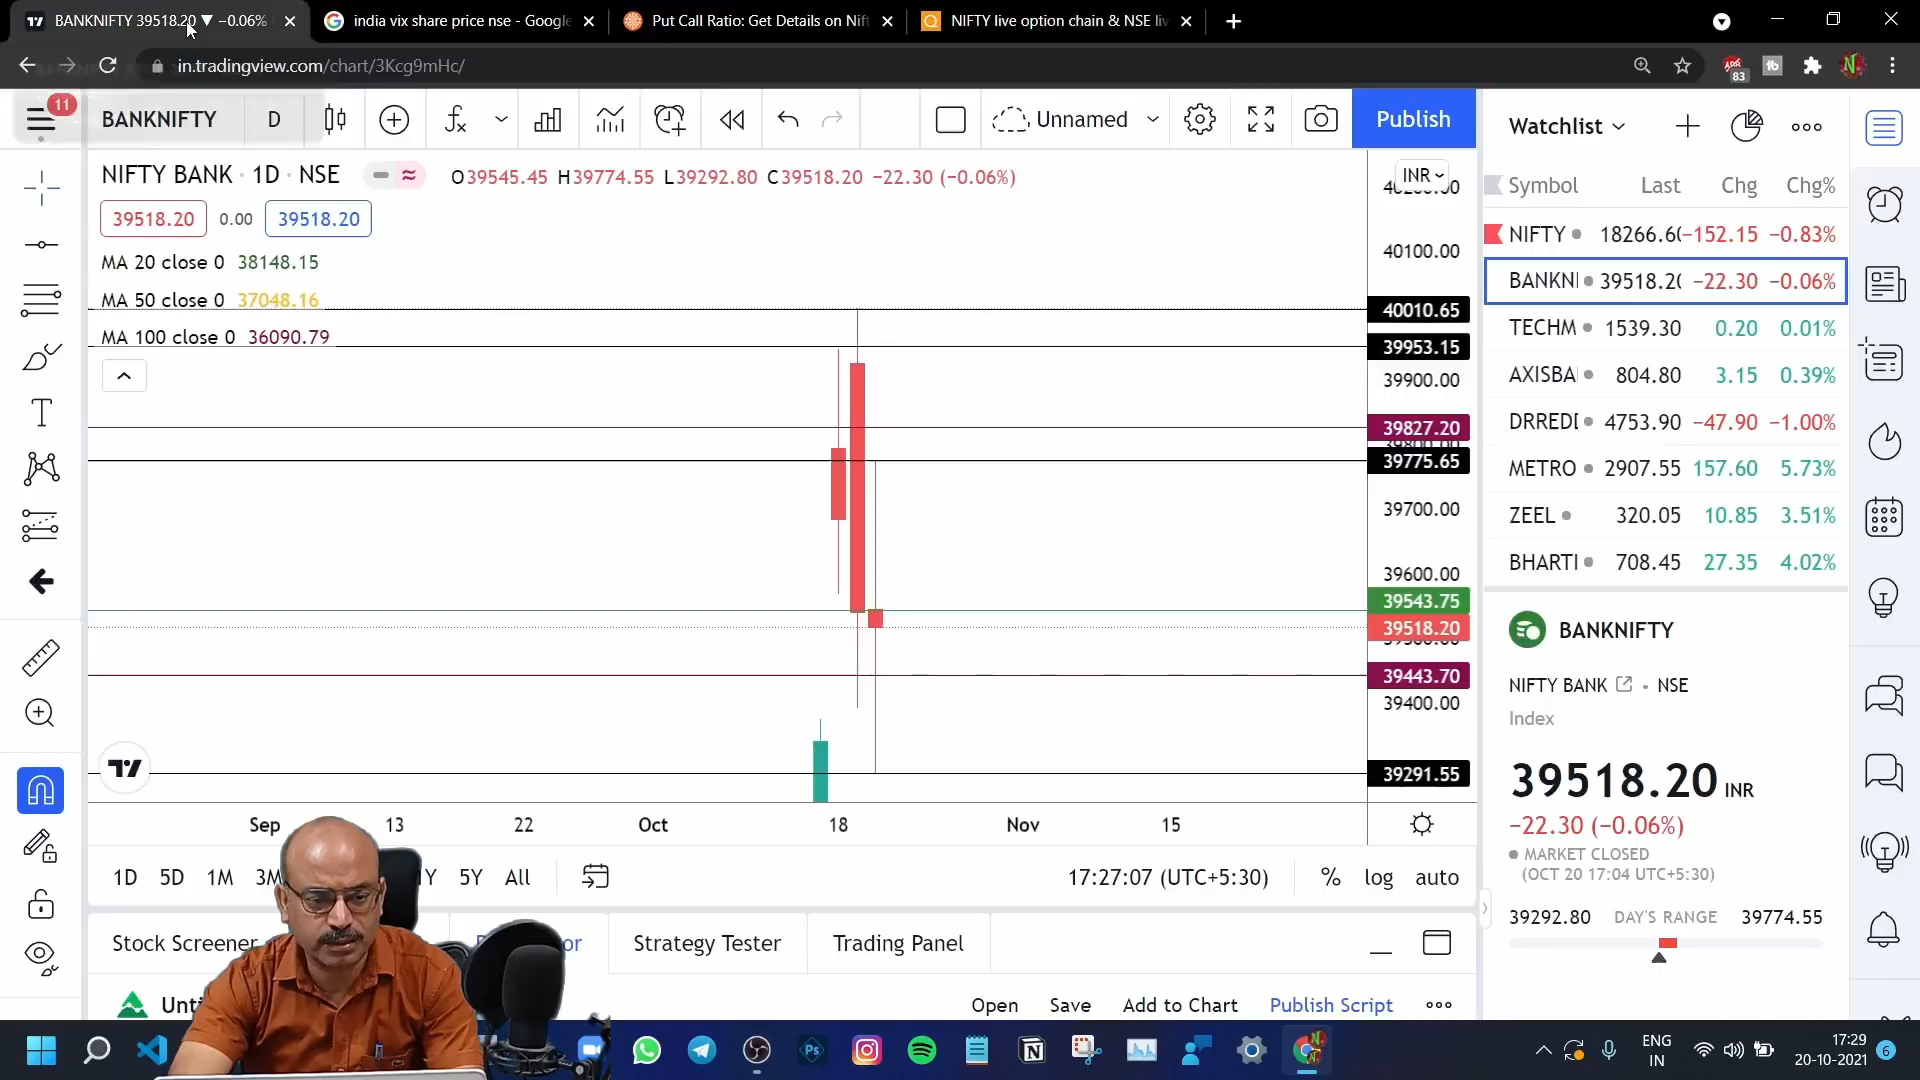 BANKNIFTY 39518.20 ▼ −0.06%
india vix share price nse - Google
Put Call Ratio: Get Details on Nift
NIFTY live option chain & NSE liv
in.tradingview.com/chart/3Kcg9mHc/
83
11
BANKNIFTY D
Unnamed
Publish
Watchlist
NIFTY BANK · 1D · NSE
O39545.45 H39774.55 L39292.80 C39518.20 −22.30 (−0.06%)
INR
39518.20 0.00 39518.20
MA 20 close 0 38148.15
MA 50 close 0 37048.16
MA 100 close 0 36090.79
40100.00
40010.65
39953.15
39900.00
39827.20
39775.65
39700.00
39600.00
39543.75
39518.20
39443.70
39400.00
39291.55
Sep 13 22 Oct 18 Nov 15
1D 5D 1M 3M Y 5Y All
17:27:07 (UTC+5:30) % log auto
Stock Screener
or
Strategy Tester
Trading Panel
Unti
Open Save Add to Chart Publish Script
Symbol Last Chg Chg%
NIFTY 18266.60 −152.15 −0.83%
BANKNI 39518.20 −22.30 −0.06%
TECHM 1539.30 0.20 0.01%
AXISBA 804.80 3.15 0.39%
DRREDD 4753.90 −47.90 −1.00%
METRO 2907.55 157.60 5.73%
ZEEL 320.05 10.85 3.51%
BHARTI 708.45 27.35 4.02%
BANKNIFTY
NIFTY BANK · NSE
Index
39518.20 INR
−22.30 (−0.06%)
MARKET CLOSED
(OCT 20 17:04 UTC+5:30)
39292.80 DAY'S RANGE 39774.55
ENG
IN
17:29
20-10-2021
6